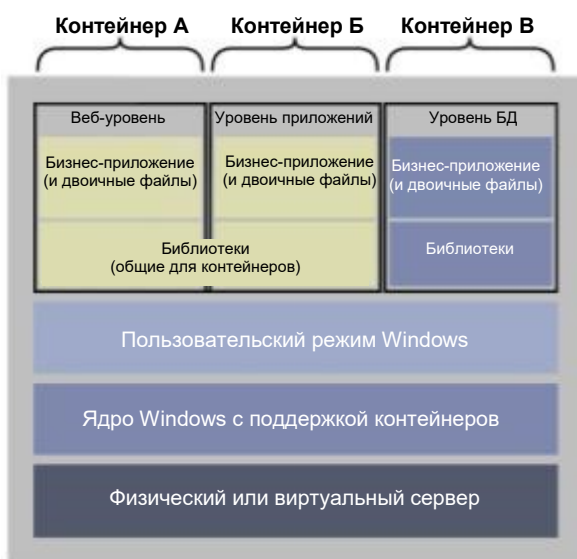 Контейнер А
Контейнер Б
Контейнер В
Веб-уровень
Уровень приложений
Уровень БД
Бизнес-приложение
(и двоичные файлы)
Бизнес-приложение
(и двоичные файлы)
Бизнес-приложение
(и двоичные файлы)
Библиотеки
(общие для контейнеров)
Библиотеки
Пользовательский режим Windows
Ядро Windows с поддержкой контейнеров
Физический или виртуальный сервер